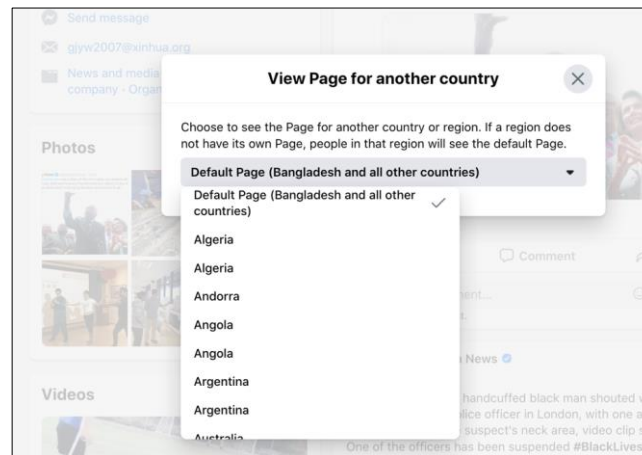 Send message
gjyw2007@xinhua.org
News and media
company - Organ
Photos
Videos
View Page for another country
Choose to see the Page for another country or region. If a region does
not have its own Page, people in that region will see the default Page.
Default Page (Bangladesh and all other countries)
Default Page (Bangladesh and all other
countries)
Algeria
Algeria
Andorra
Angola
Angola
Argentina
Argentina
Australia
Comment
News
handcuffed black man shouted
officer in London, with one a
suspect's neck area, video clip s
One of the officers has been suspended #BlackLives